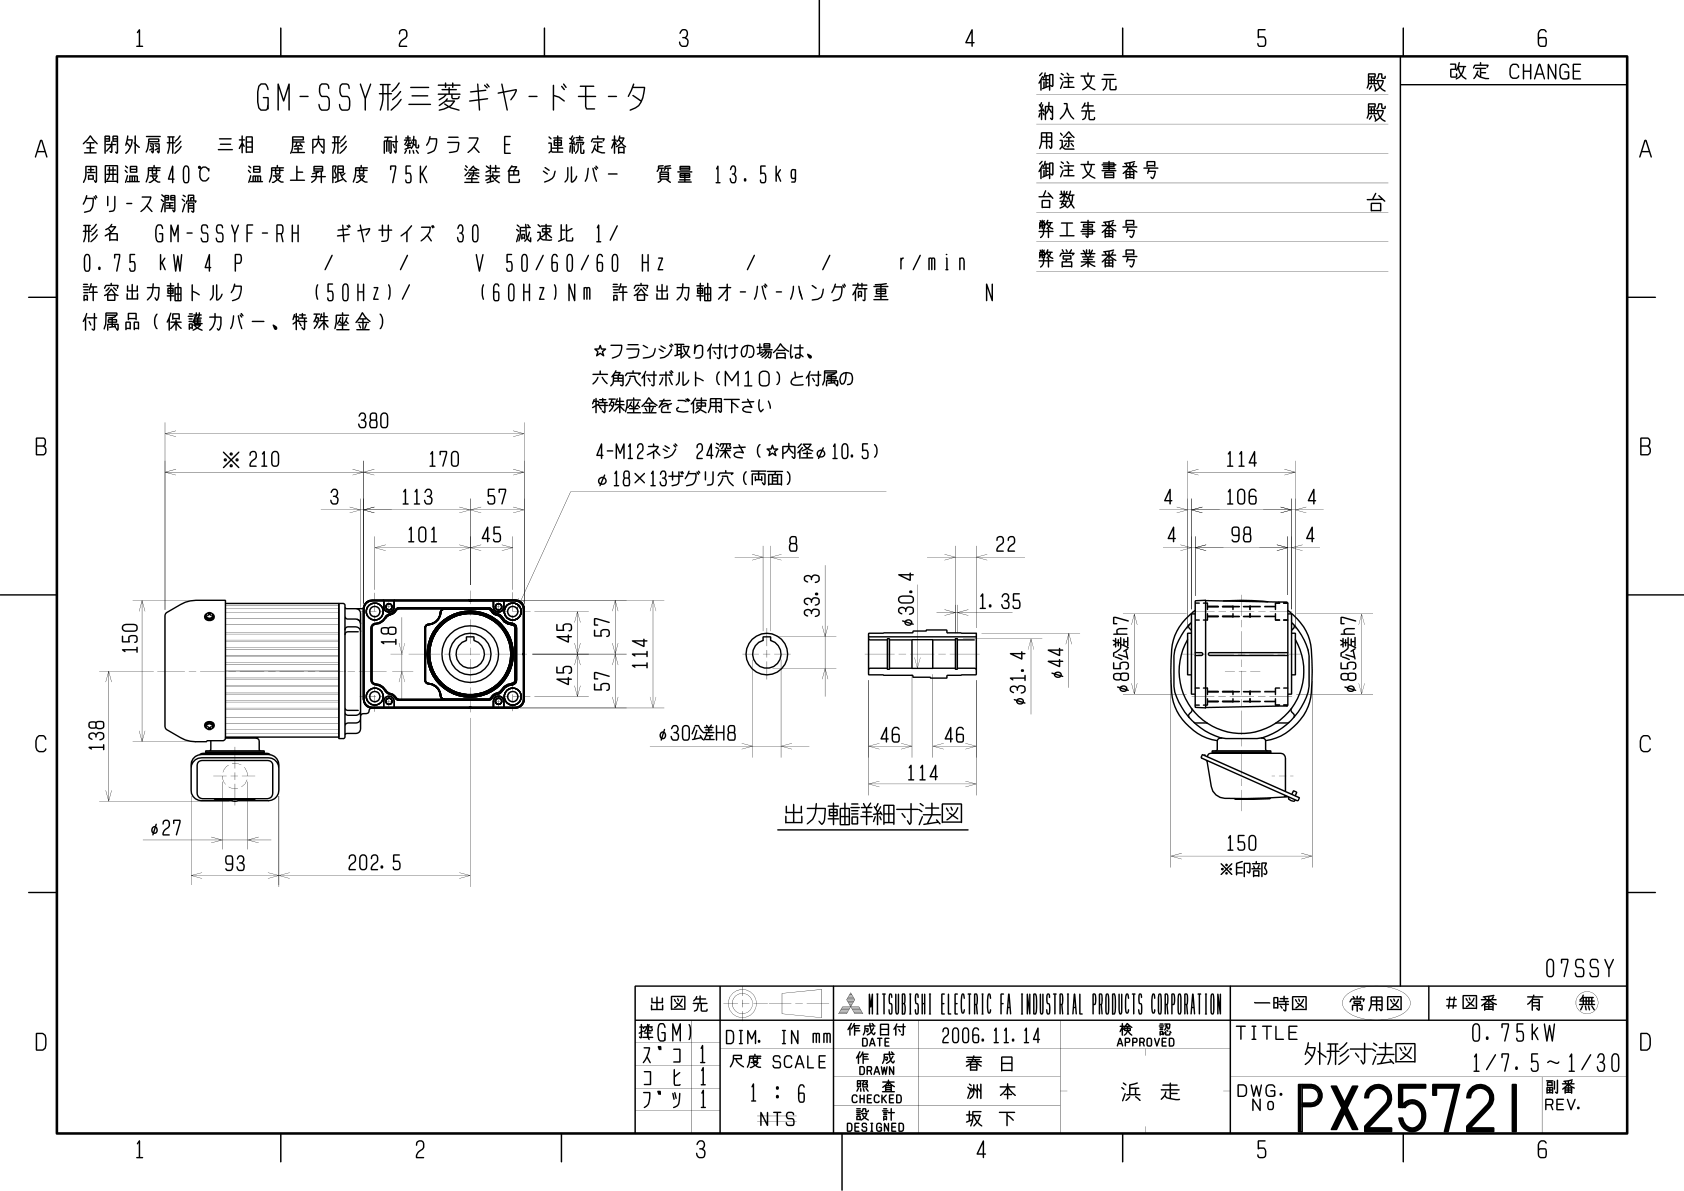 1 2 3 4 5 6
GM-SSY形三菱ギヤードモータ
全閉外扇形 三相 屋内形 耐熱クラス E 連続定格
周囲温度40℃ 温度上昇限度 75K 塗装色 シルバー 質量 13.5kg
グリース潤滑
形名 GM-SSYF-RH ギヤサイズ 30 減速比 1/
0.75 kW 4 P / / V 50/60/60 Hz / / r/min
許容出力軸トルク (50Hz)/ (60Hz)Nm 許容出力軸オーバーハング荷重 N
付属品(保護カバー、特殊座金)
御注文元 殿
納入先 殿
用途
御注文書番号
台数 台
弊工事番号
弊営業番号
改定 CHANGE
A
A
B
B
C
C
D
D
☆フランジ取り付けの場合は、
六角穴付ボルト(M10)と付属の
特殊座金をご使用下さい
4-M12ネジ 24深さ(☆内径φ10.5)
φ18×13ザグリ穴(両面)
380
※210 170
3 113 57
101 45
150
138
18
45
45
57
57
114
φ27
93 202.5
8
33.3
φ30公差H8
22
φ30.4
1.35
φ31.4
φ44
46 46
114
出力軸詳細寸法図
114
4 106 4
4 98 4
φ85公差h7
φ85公差h7
150
※印部
07SSY
出図先
MITSUBISHI ELECTRIC FA INDUSTRIAL PRODUCTS CORPORATION
一時図 常用図 #図番 有 無
GM)
ズコ 1
コヒ 1
ブツ 1
DIM. IN mm
尺度 SCALE
1 : 6
NTS
作成日付 DATE 2006.11.14
作成 DRAWN 春日
照査 CHECKED 洲本
設計 DESIGNED 坂下
検認 APPROVED
浜走
TITLE
外形寸法図
0.75kW
1/7.5~1/30
DWG. No PX25721
副番 REV.
1 2 3 4 5 6